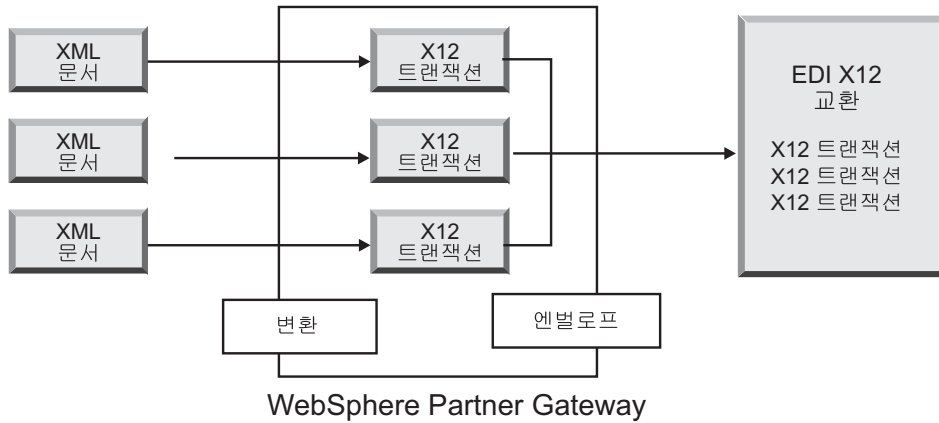 XML
문서
X12
트랜잭션
XML
문서
X12
트랜잭션
XML
문서
X12
트랜잭션
EDI X12
교환
X12 트랜잭션
X12 트랜잭션
X12 트랜잭션
변환
엔벌로프
WebSphere Partner Gateway